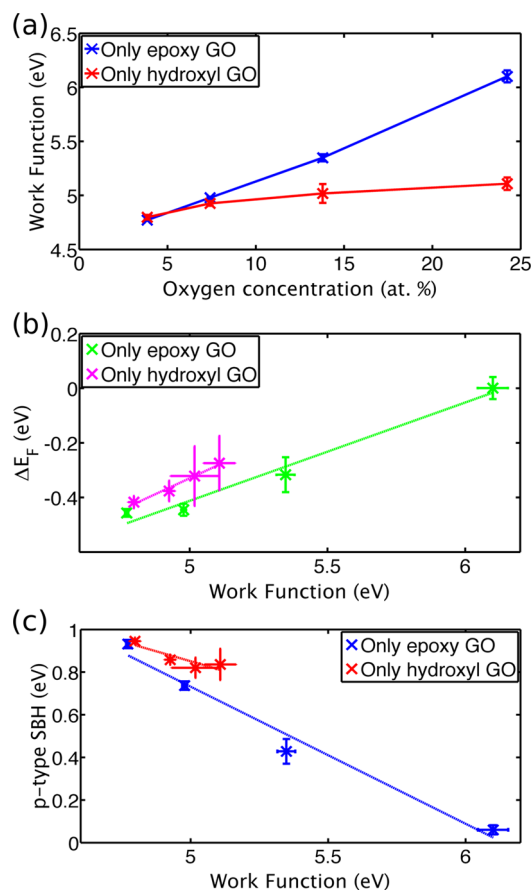 (a)
6.5
6
5.5
5
4.5
Work Function (eV)
Only epoxy GO
Only hydroxyl GO
0 5 10 15 20 25
Oxygen concentration (at. %)
(b)
0.2
0
-0.2
-0.4
-0.6
ΔE_F (eV)
Only epoxy GO
Only hydroxyl GO
5 5.5 6
Work Function (eV)
(c)
1
0.8
0.6
0.4
0.2
0
p-type SBH (eV)
Only epoxy GO
Only hydroxyl GO
5 5.5 6
Work Function (eV)